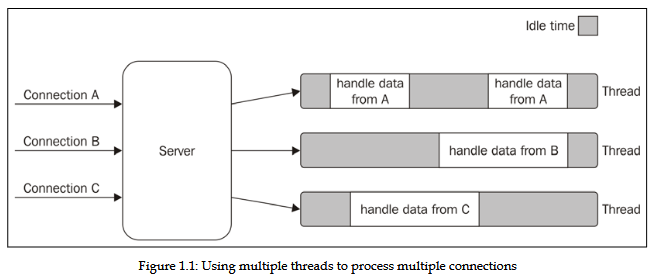 Idle time
Connection A
Connection B
Connection C
Server
handle data
from A
handle data
from A
Thread
handle data from B
Thread
handle data from C
Thread
Figure 1.1: Using multiple threads to process multiple connections